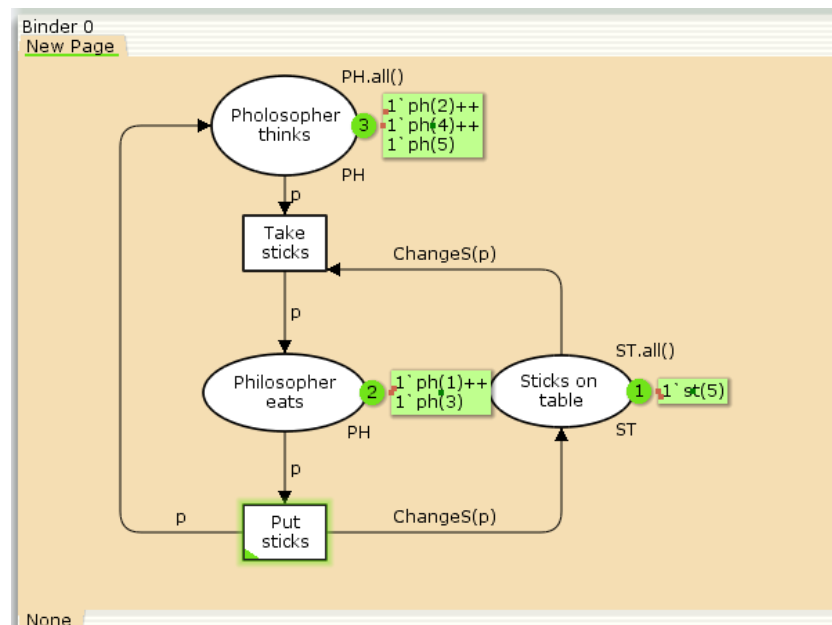 Binder 0
New Page
PH.all()
Pholosopher
thinks
3
1`ph(2)++
1`ph(4)++
1`ph(5)
PH
p
Take
sticks
ChangeS(p)
p
ST.all()
Philosopher
eats
2
1`ph(1)++
1`ph(3)
Sticks on
table
1
1`st(5)
PH
ST
p
p
Put
sticks
ChangeS(p)
None